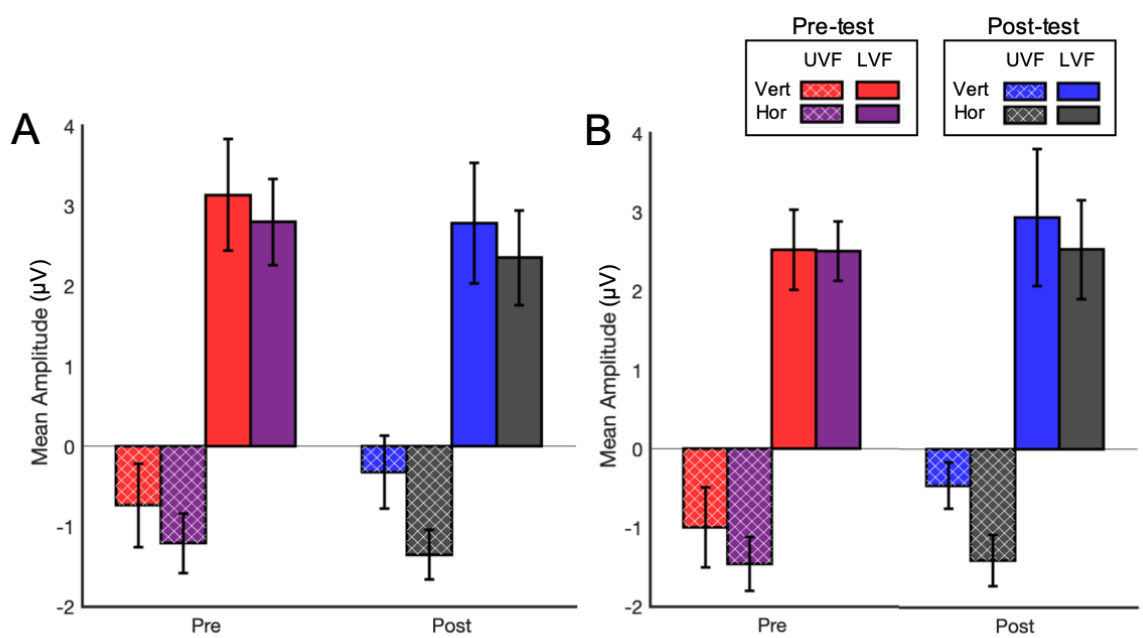 Pre-test Post-test
UVF LVF UVF LVF
Vert Vert
Hor Hor
A
Mean Amplitude (µV)
4
3
2
1
0
-1
-2
Pre Post
B
Mean Amplitude (µV)
4
3
2
1
0
-1
-2
Pre Post